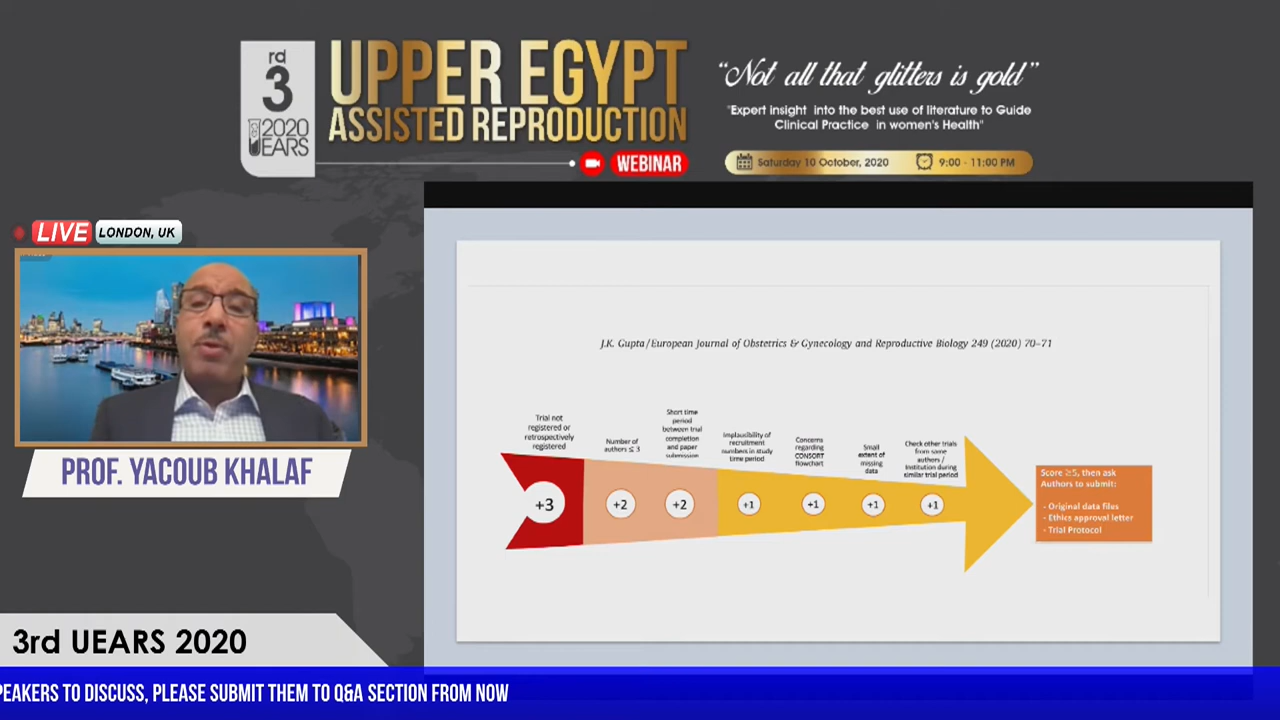 rd
3
2020
UEARS
UPPER EGYPT
ASSISTED REPRODUCTION
WEBINAR
“Not all that glitters is gold”
"Expert insight into the best use of literature to Guide
Clinical Practice in women's Health"
Saturday 10 October, 2020
9:00 - 11:00 PM
LIVE
LONDON, UK
PROF. YACOUB KHALAF
J.K. Gupta / European Journal of Obstetrics & Gynecology and Reproductive Biology 249 (2020) 70–71
Trial not
registered or
retrospectively
registered
Number of
authors ≤ 3
Short time
period
between trial
completion
and paper
submission
Implausibility of
recruitment
numbers in study
time period
Concerns
regarding
CONSORT
flowchart
Small
extent of
missing
data
Check other trials
from same
authors /
institution during
similar trial period
+3
+2
+2
+1
+1
+1
+1
Score ≥5, then ask
Authors to submit:
- Original data files
- Ethics approval letter
- Trial Protocol
3rd UEARS 2020
PEAKERS TO DISCUSS, PLEASE SUBMIT THEM TO Q&A SECTION FROM NOW